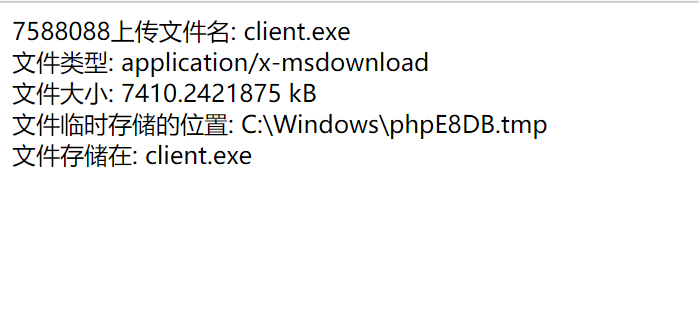 7588088上传文件名: client.exe
文件类型: application/x-msdownload
文件大小: 7410.2421875 kB
文件临时存储的位置: C:\Windows\phpE8DB.tmp
文件存储在: client.exe